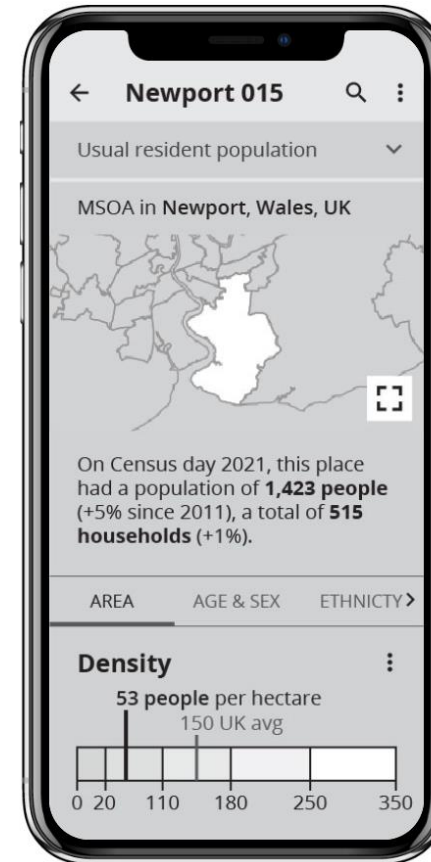 Newport 015
Usual resident population
MSOA in Newport, Wales, UK
On Census day 2021, this place
had a population of 1,423 people
(+5% since 2011), a total of 515
households (+1%).
AREA AGE & SEX ETHNICTY
Density
53 people per hectare
150 UK avg
0 20 110 180 250 350